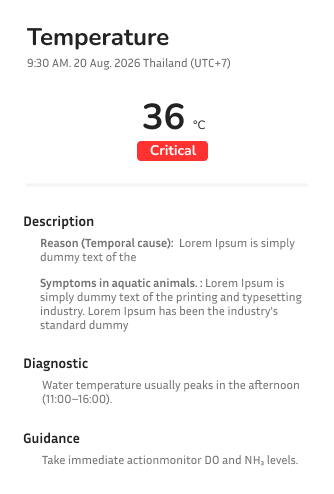 Temperature
9:30 AM. 20 Aug. 2026 Thailand (UTC+7)
36 °C
Critical
Description
Reason (Temporal cause): Lorem Ipsum is simply
dummy text of the
Symptoms in aquatic animals. : Lorem Ipsum is
simply dummy text of the printing and typesetting
industry. Lorem Ipsum has been the industry's
standard dummy
Diagnostic
Water temperature usually peaks in the afternoon
(11:00–16:00).
Guidance
Take immediate actionmonitor DO and NH₃ levels.